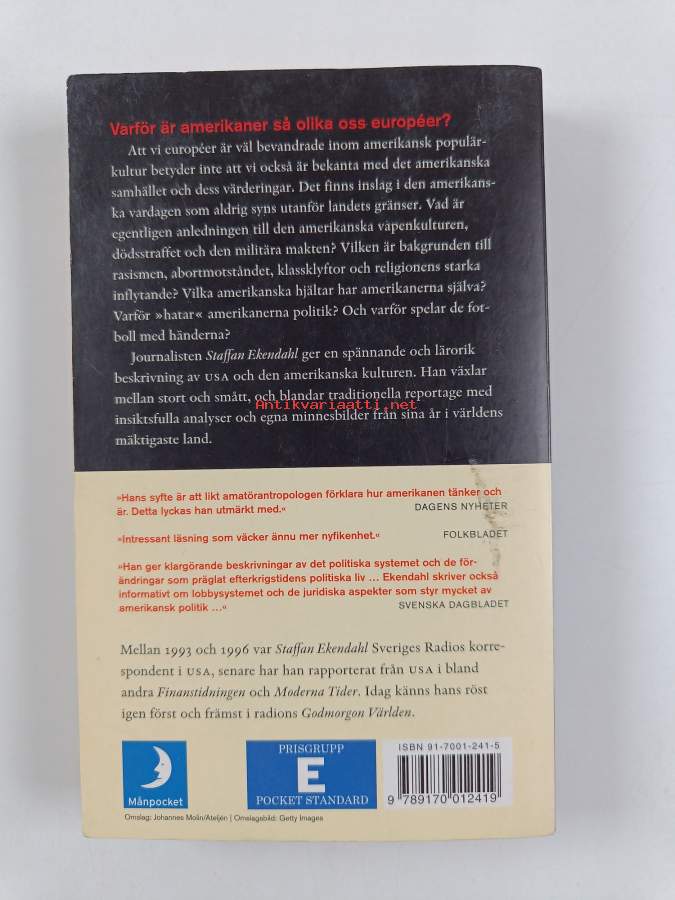 Varför är amerikaner så olika oss européer?
Att vi européer är väl bevandrade inom amerikansk populär-
kultur betyder inte att vi också är bekanta med det amerikanska
samhället och dess värderingar. Det finns inslag i den amerikans-
ka vardagen som aldrig syns utanför landets gränser. Vad är
egentligen anledningen till den amerikanska vapenkulturen,
dödsstraffet och den militära makten? Vilken är bakgrunden till
rasismen, abortmotståndet, klassklyftor och religionens starka
inflytande? Vilka amerikanska hjältar har amerikanerna själva?
Varför »hatar« amerikanerna politik? Och varför spelar de fot-
boll med händerna?
Journalisten Staffan Ekendahl ger en spännande och lärorik
beskrivning av USA och den amerikanska kulturen. Han växlar
mellan stort och smått, och blandar traditionella reportage med
Antikvariaatti.net
insiktsfulla analyser och egna minnesbilder från sina år i världens
mäktigaste land.
»Hans syfte är att likt amatörantropologen förklara hur amerikanen tänker och
är. Detta lyckas han utmärkt med.« DAGENS NYHETER
»Intressant läsning som väcker ännu mer nyfikenhet.« FOLKBLADET
»Han ger klargörande beskrivningar av det politiska systemet och de för-
ändringar som präglat efterkrigstidens politiska liv ... Ekendahl skriver också
informativt om lobbysystemet och de juridiska aspekter som styr mycket av
amerikansk politik ...« SVENSKA DAGBLADET
Mellan 1993 och 1996 var Staffan Ekendahl Sveriges Radios korre-
spondent i USA, senare har han rapporterat från USA i bland
andra Finanstidningen och Moderna Tider. Idag känns hans röst
igen först och främst i radions Godmorgon Världen.
Månpocket
PRISGRUPP
E
POCKET STANDARD
ISBN 91-7001-241-5
9 789170 012419
Omslag: Johannes Molin/Ateljén | Omslagsbild: Getty Images